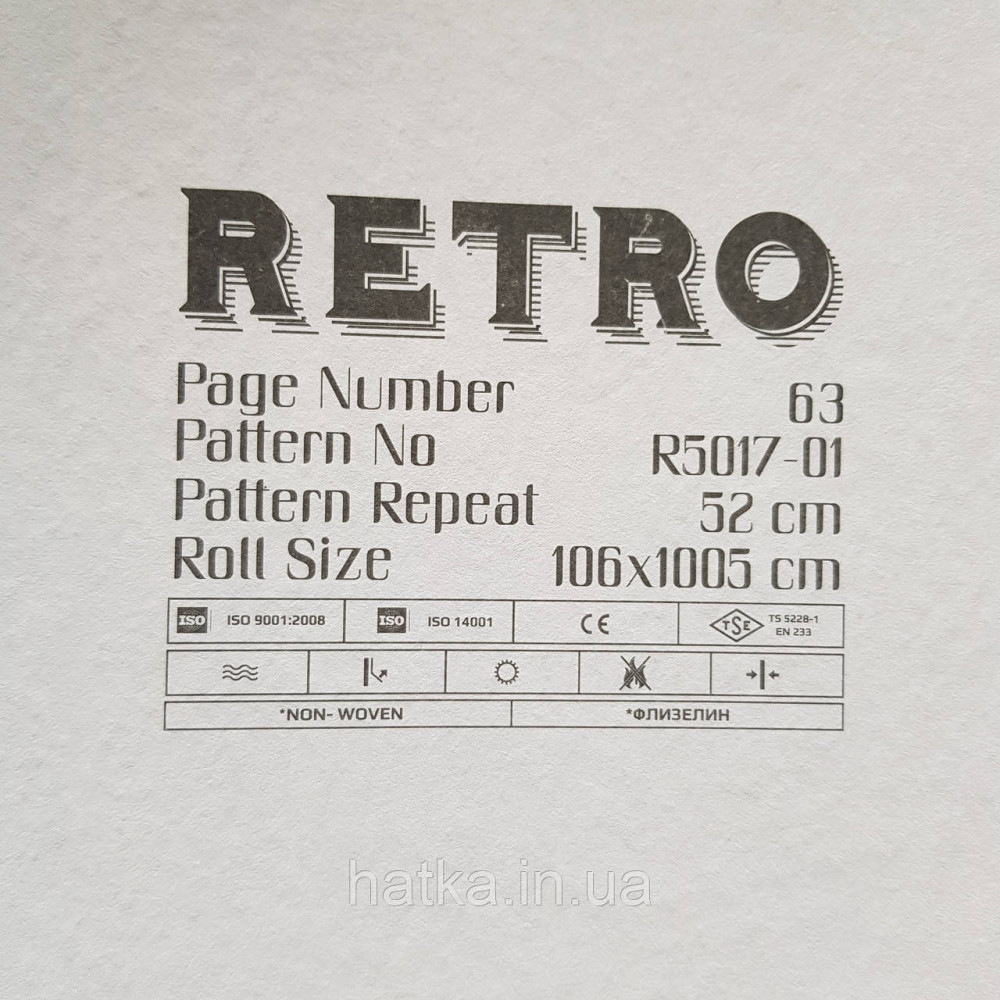 RETRO
Page Number 63
Pattern No R5017-01
Pattern Repeat 52 cm
Roll Size 106x1005 cm
ISO ISO 9001:2008 ISO ISO 14001 CE TSE TS 5228-1
EN 233
*NON- WOVEN *ФЛИЗЕЛИН
hatka.in.ua